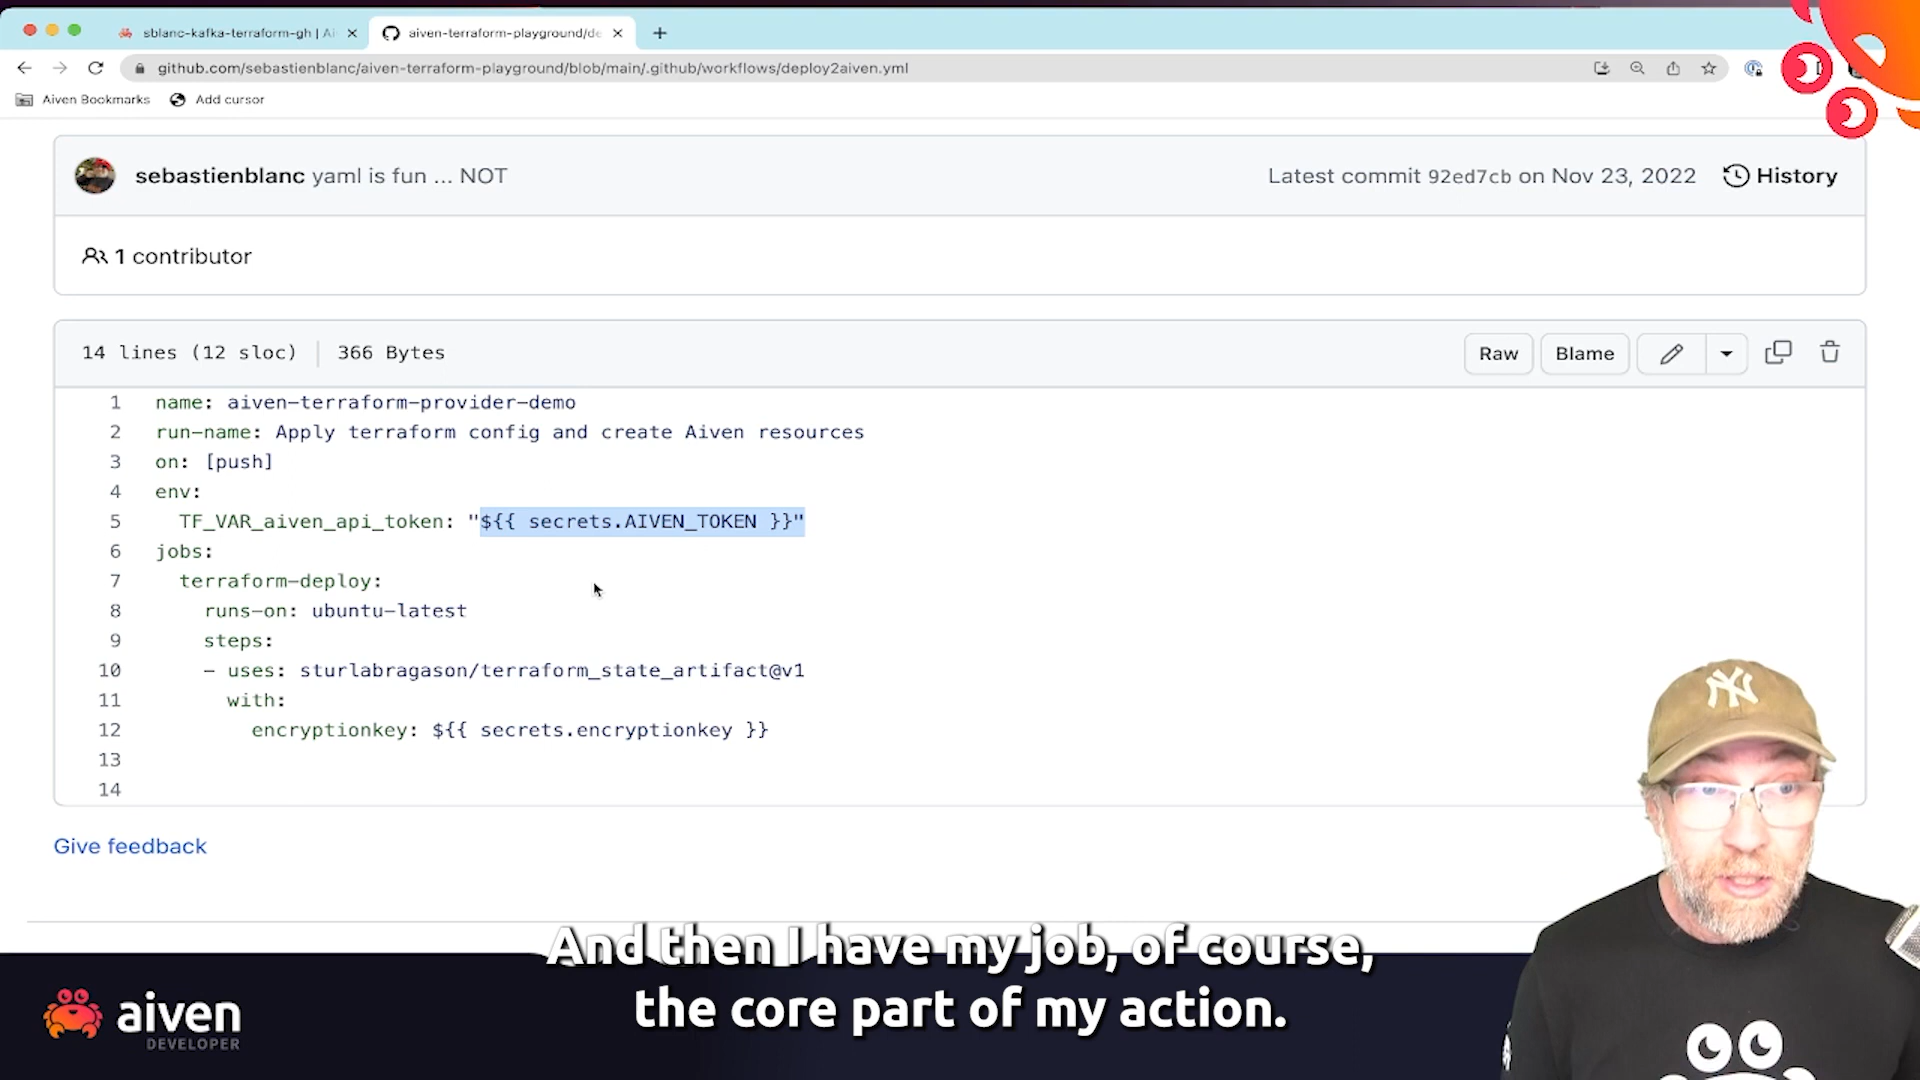 sblanc-kafka-terraform-gh | Ai
aiven-terraform-playground/de
github.com/sebastienblanc/aiven-terraform-playground/blob/main/.github/workflows/deploy2aiven.yml
Aiven Bookmarks
Add cursor
sebastienblanc yaml is fun ... NOT
Latest commit 92ed7cb on Nov 23, 2022
History
1 contributor
14 lines (12 sloc)
366 Bytes
Raw
Blame
1 name: aiven-terraform-provider-demo
2 run-name: Apply terraform config and create Aiven resources
3 on: [push]
4 env:
5 TF_VAR_aiven_api_token: "${{ secrets.AIVEN_TOKEN }}"
6 jobs:
7 terraform-deploy:
8 runs-on: ubuntu-latest
9 steps:
10 - uses: sturlabragason/terraform_state_artifact@v1
11 with:
12 encryptionkey: ${{ secrets.encryptionkey }}
13
14
Give feedback
NY
And then I have my job, of course,
the core part of my action.
aiven
DEVELOPER